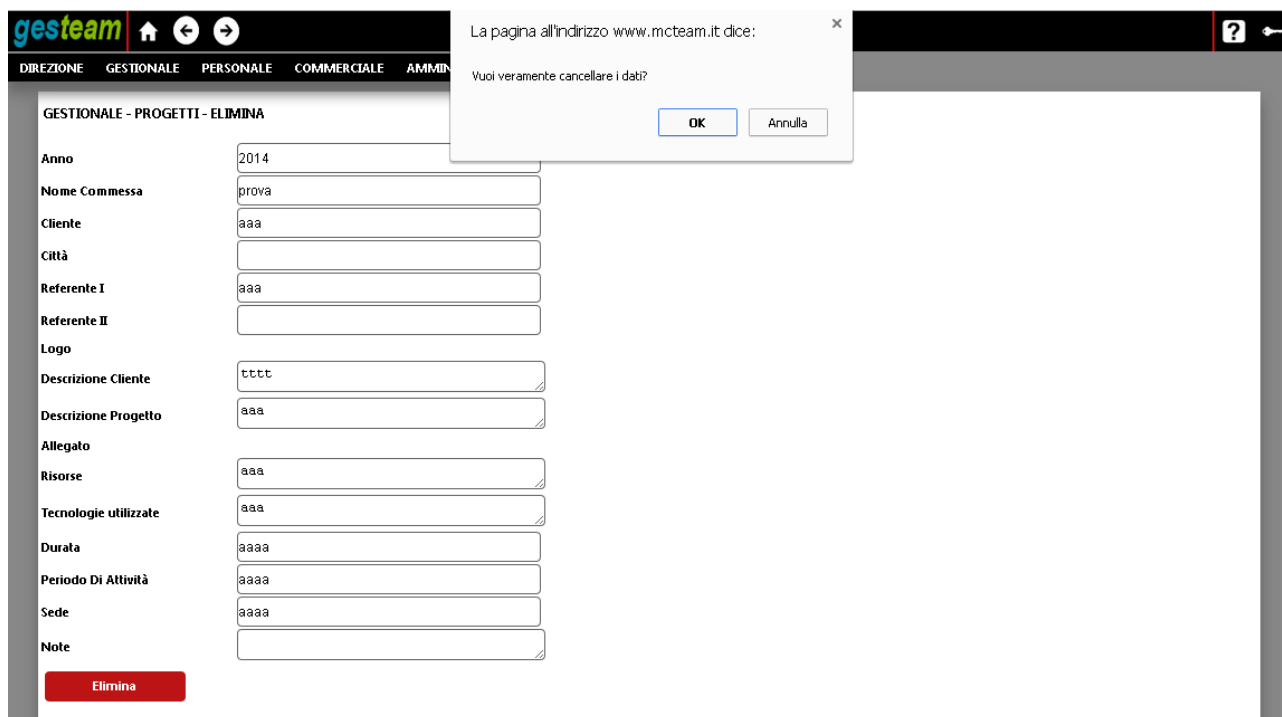 gesteam
La pagina all'indirizzo www.mcteam.it dice:
Vuoi veramente cancellare i dati?
OK Annulla
DIREZIONE GESTIONALE PERSONALE COMMERCIALE AMMIN
GESTIONALE - PROGETTI - ELIMINA
Anno 2014
Nome Commessa prova
Cliente aaa
Città
Referente I aaa
Referente II
Logo
Descrizione Cliente tttt
Descrizione Progetto aaa
Allegato
Risorse aaa
Tecnologie utilizzate aaa
Durata aaaa
Periodo Di Attività aaaa
Sede aaaa
Note
Elimina